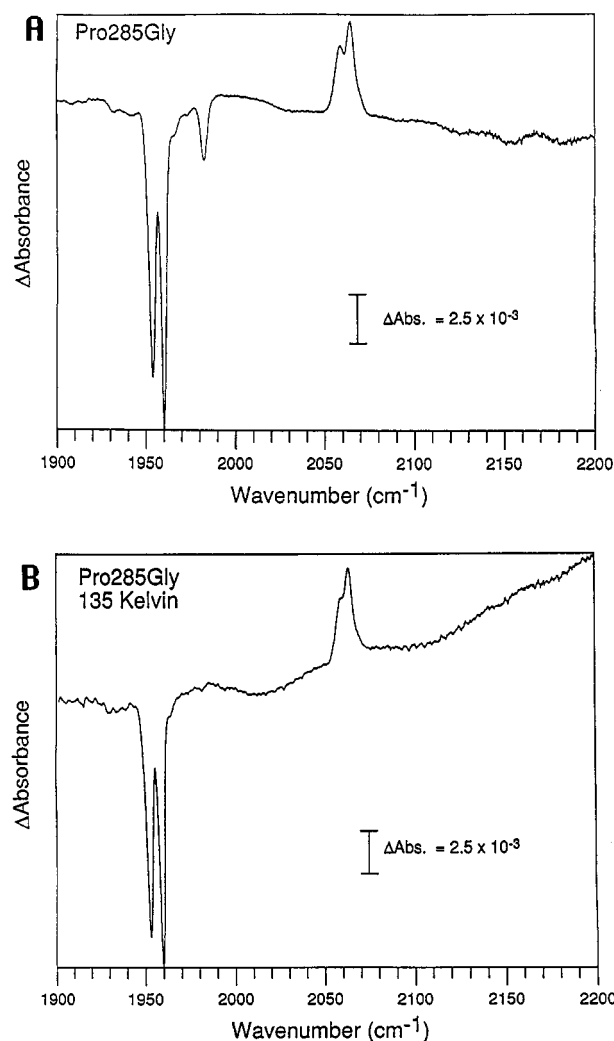 A
Pro285Gly
ΔAbsorbance
ΔAbs. = 2.5 x 10⁻³
1900 1950 2000 2050 2100 2150 2200
Wavenumber (cm⁻¹)
B
Pro285Gly
135 Kelvin
ΔAbsorbance
ΔAbs. = 2.5 x 10⁻³
1900 1950 2000 2050 2100 2150 2200
Wavenumber (cm⁻¹)